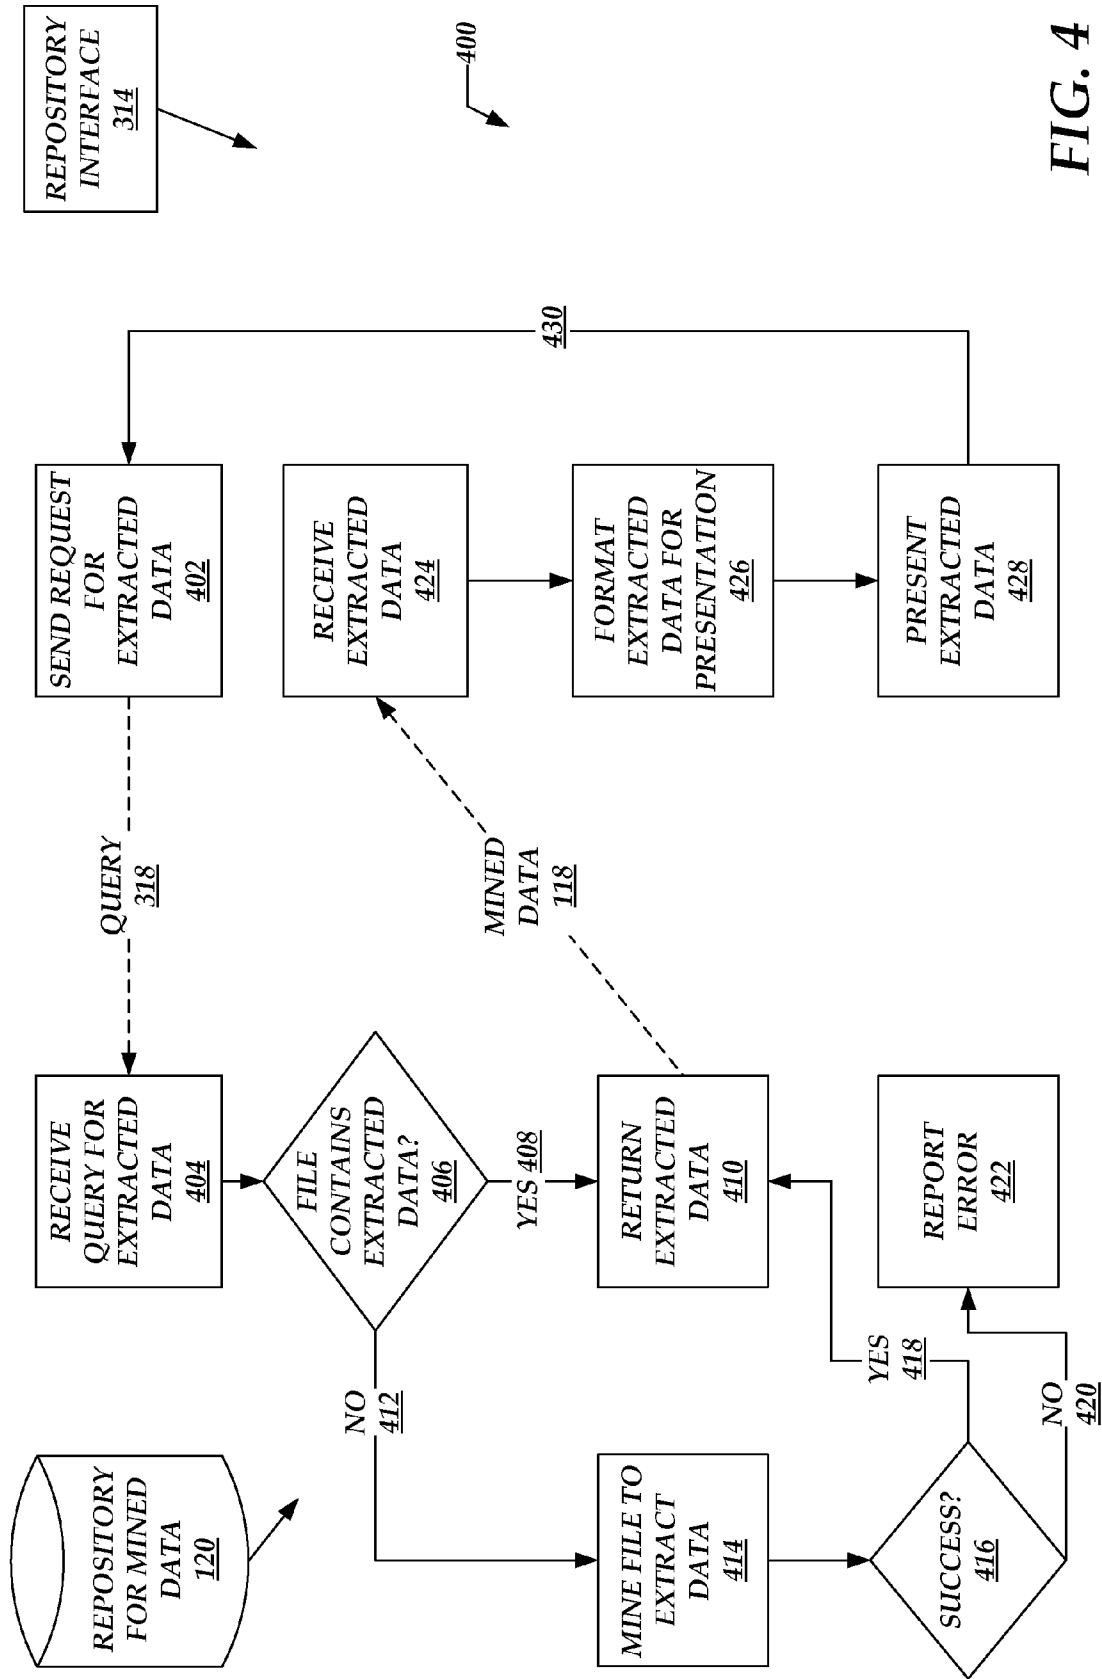 REPOSITORY
FOR MINED
DATA
120
REPOSITORY
INTERFACE
314
400
RECEIVE
QUERY FOR
EXTRACTED
DATA
404
QUERY
318
SEND REQUEST
FOR
EXTRACTED
DATA
402
FILE
CONTAINS
EXTRACTED
DATA?
406
NO
412
YES 408
RECEIVE
EXTRACTED
DATA
424
MINED
DATA
118
430
MINE FILE TO
EXTRACT
DATA
414
RETURN
EXTRACTED
DATA
410
FORMAT
EXTRACTED
DATA FOR
PRESENTATION
426
SUCCESS?
416
YES
418
NO
420
REPORT
ERROR
422
PRESENT
EXTRACTED
DATA
428
FIG. 4